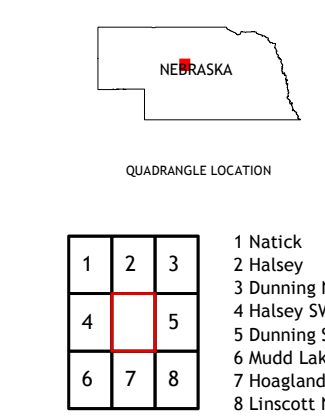 NEBRASKA
QUADRANGLE LOCATION
1 2 3
4 5
6 7 8
1 Natick
2 Halsey
3 Dunning
4 Halsey SW
5 Dunning
6 Mudd
7 Hoagland
8 Linscott